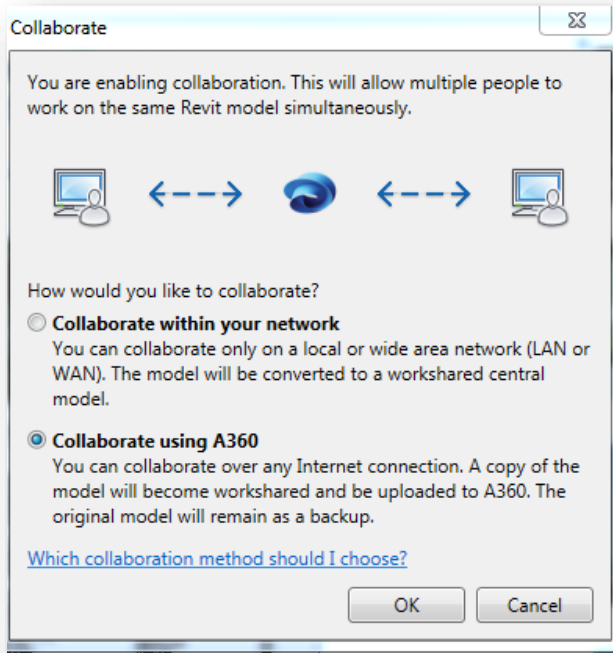 Collaborate
You are enabling collaboration. This will allow multiple people to
work on the same Revit model simultaneously.
How would you like to collaborate?
Collaborate within your network
You can collaborate only on a local or wide area network (LAN or
WAN). The model will be converted to a workshared central
model.
Collaborate using A360
You can collaborate over any Internet connection. A copy of the
model will become workshared and be uploaded to A360. The
original model will remain as a backup.
Which collaboration method should I choose?
OK Cancel